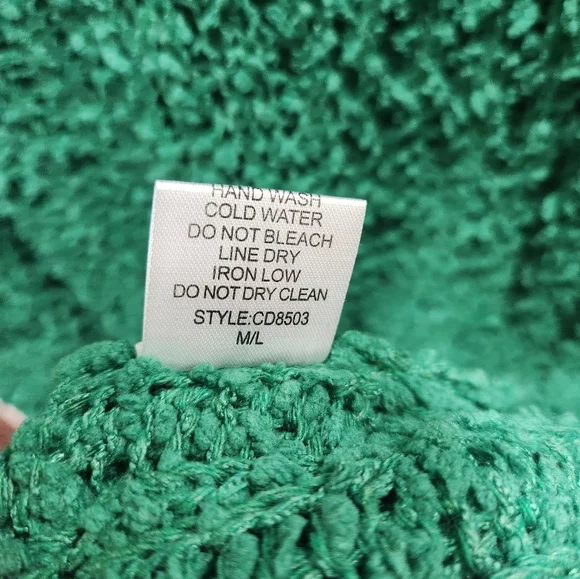 HAND WASH
COLD WATER
DO NOT BLEACH
LINE DRY
IRON LOW
DO NOT DRY CLEAN
STYLE:CD8503
M/L